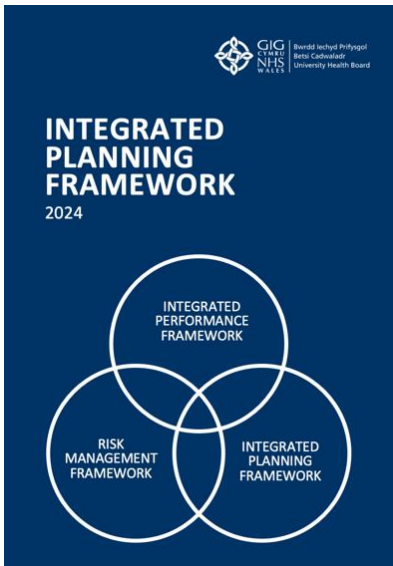 GIG
CYMRU
NHS
WALES
Bwrdd Iechyd Prifysgol
Betsi Cadwaladr
University Health Board
INTEGRATED
PLANNING
FRAMEWORK
2024
INTEGRATED
PERFORMANCE
FRAMEWORK
RISK
MANAGEMENT
FRAMEWORK
INTEGRATED
PLANNING
FRAMEWORK